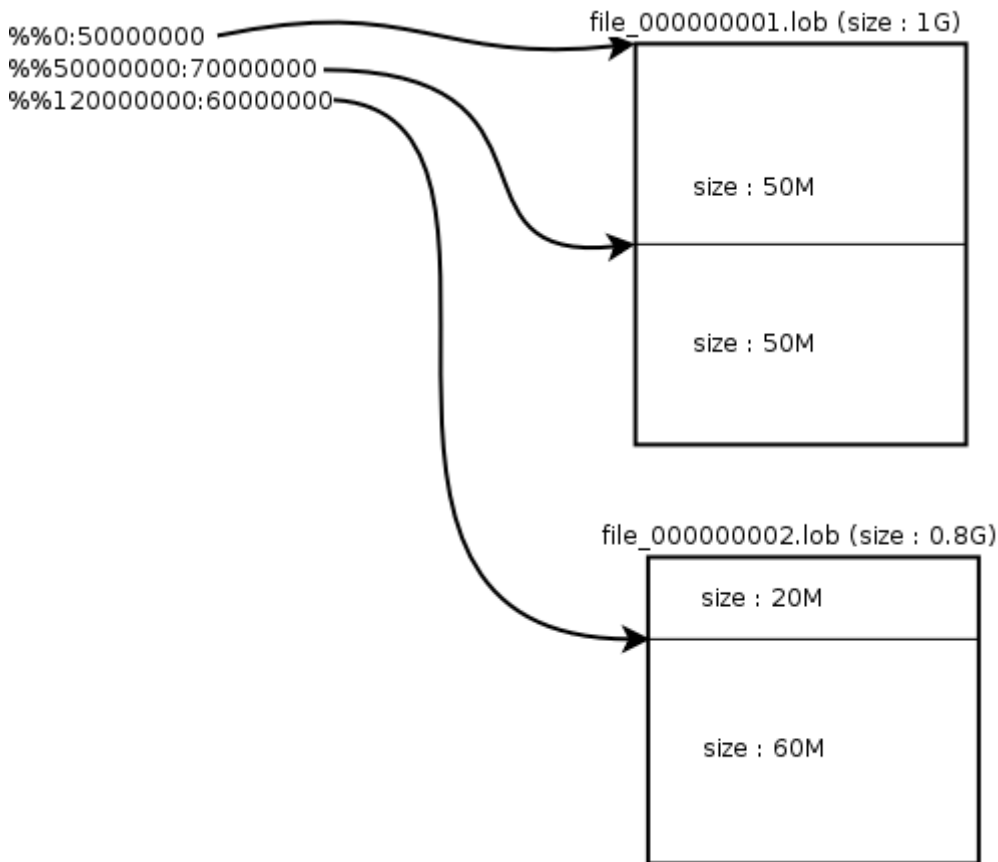 %%0:50000000
%%50000000:70000000
%%120000000:60000000
file_000000001.lob (size : 1G)
size : 50M
size : 50M
file_000000002.lob (size : 0.8G)
size : 20M
size : 60M